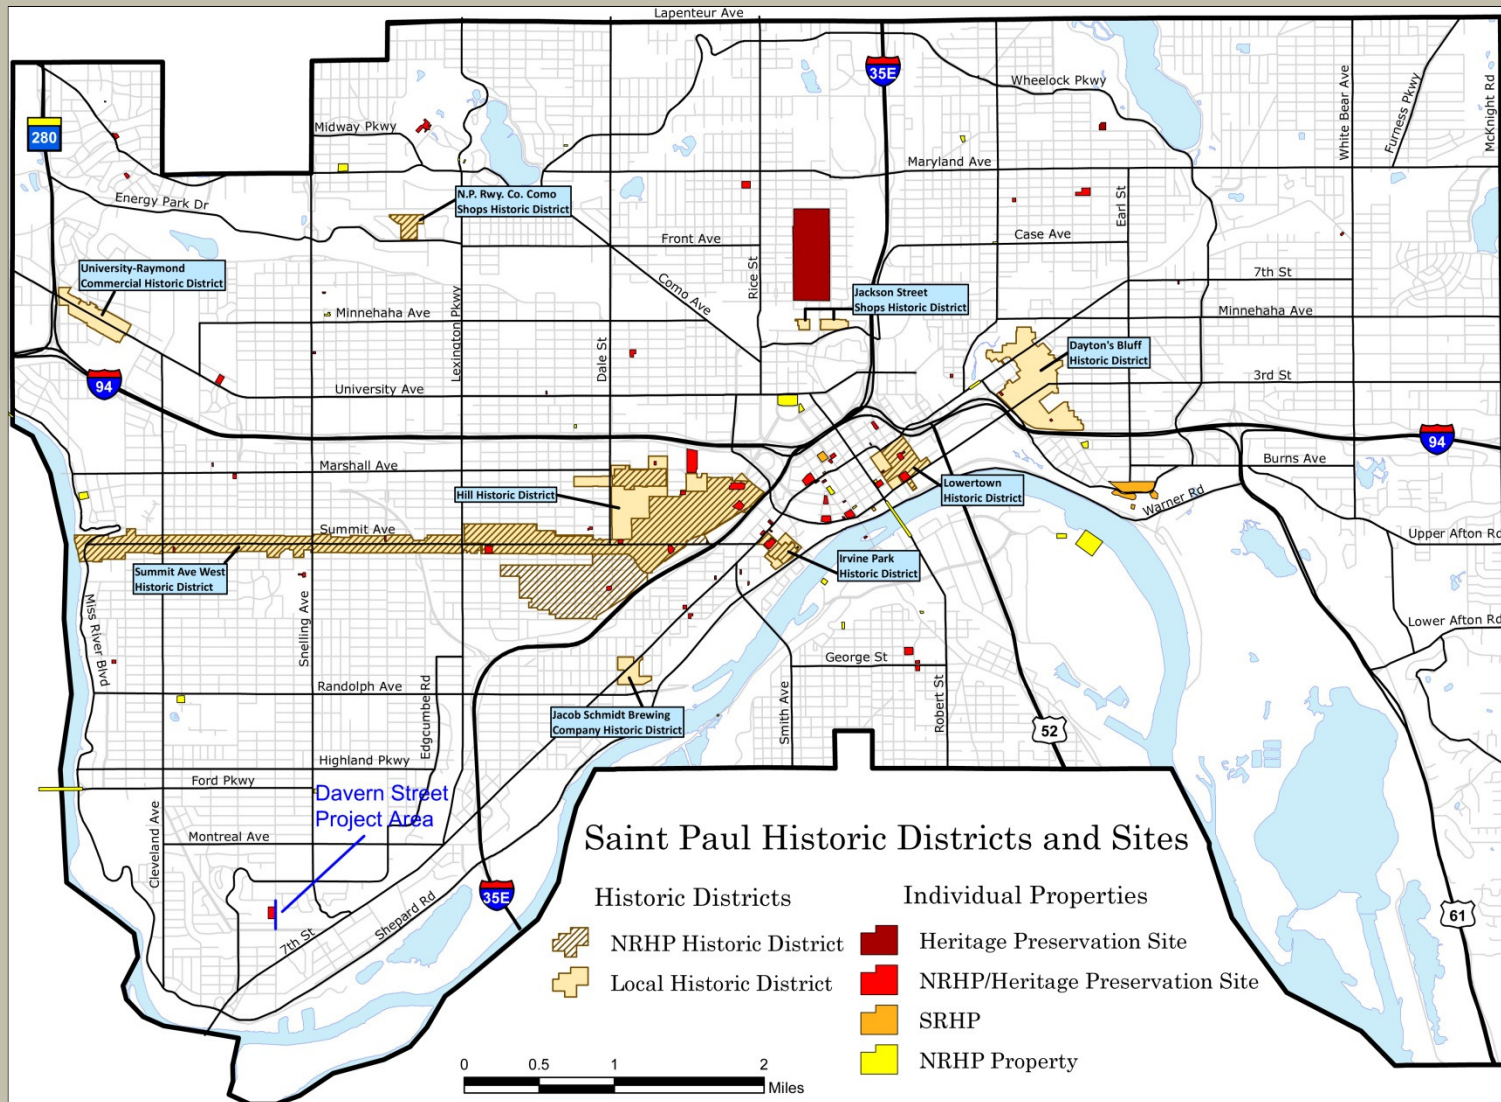 Lapenteur Ave
35E
Wheelock Pkwy
White Bear Ave
Furness Pkwy
McKnight Rd
280
Midway Pkwy
Maryland Ave
Energy Park Dr
N.P. Rwy. Co. Como
Shops Historic District
Earl St
Front Ave
Case Ave
Rice St
University-Raymond
Commercial Historic District
7th St
Como Ave
Jackson Street
Shops Historic District
Minnehaha Ave
Minnehaha Ave
Lexington Pkwy
Dale St
Dayton's Bluff
Historic District
94
University Ave
3rd St
94
Marshall Ave
Burns Ave
Hill Historic District
Lowertown
Historic District
Warner Rd
Summit Ave
Upper Afton Rd
Summit Ave West
Historic District
Irvine Park
Historic District
Miss River Blvd
Snelling Ave
Lower Afton Rd
George St
Randolph Ave
Edgcumbe Rd
Smith Ave
Robert St
Jacob Schmidt Brewing
Company Historic District
52
Highland Pkwy
Ford Pkwy
Davern Street
Project Area
Cleveland Ave
Montreal Ave
35E
Shepard Rd
7th St
61
Saint Paul Historic Districts and Sites
Historic Districts
NRHP Historic District
Local Historic District
Individual Properties
Heritage Preservation Site
NRHP/Heritage Preservation Site
SRHP
NRHP Property
0 0.5 1 2
Miles